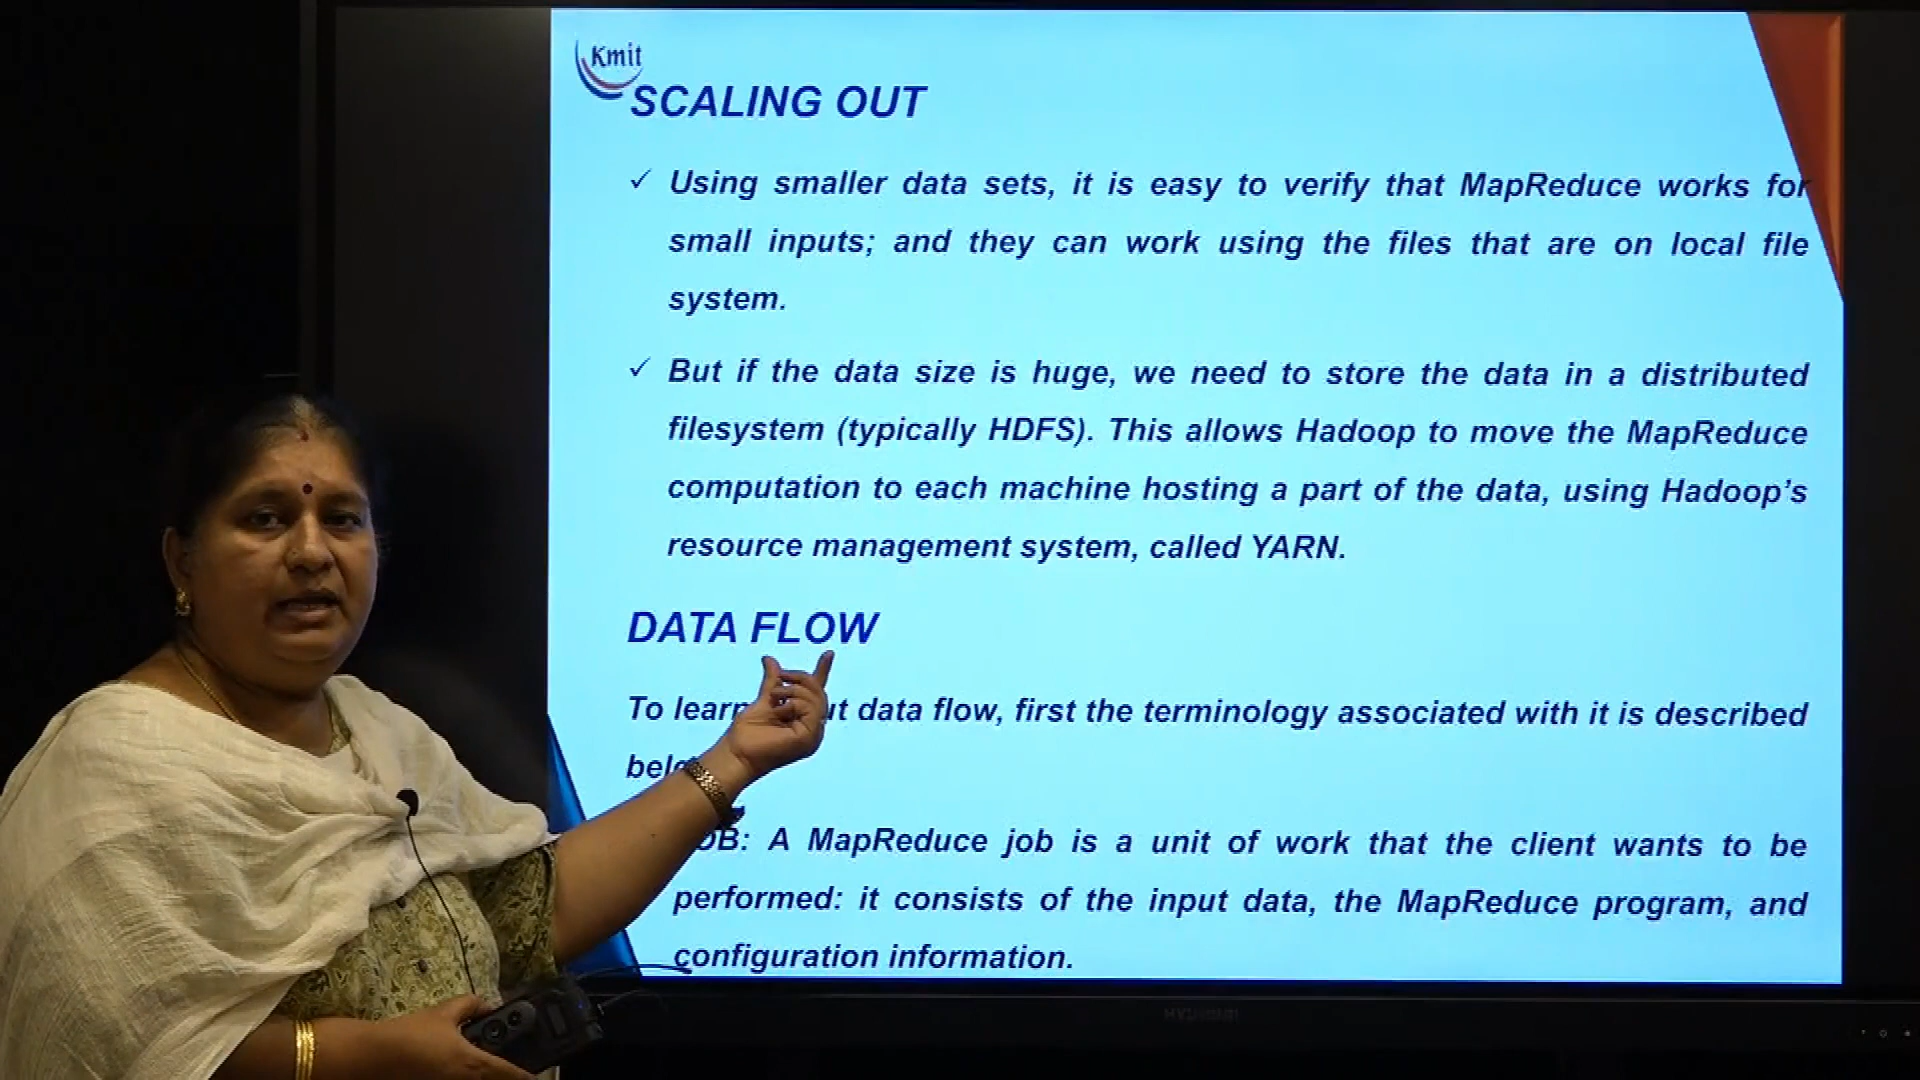 Kmit
SCALING OUT
✓ Using smaller data sets, it is easy to verify that MapReduce works for
small inputs; and they can work using the files that are on local file
system.
✓ But if the data size is huge, we need to store the data in a distributed
filesystem (typically HDFS). This allows Hadoop to move the MapReduce
computation to each machine hosting a part of the data, using Hadoop's
resource management system, called YARN.
DATA FLOW
To learn data flow, first the terminology associated with it is described
A MapReduce job is a unit of work that the client wants to be
performed: it consists of the input data, the MapReduce program, and
configuration information.
HYUNDAI